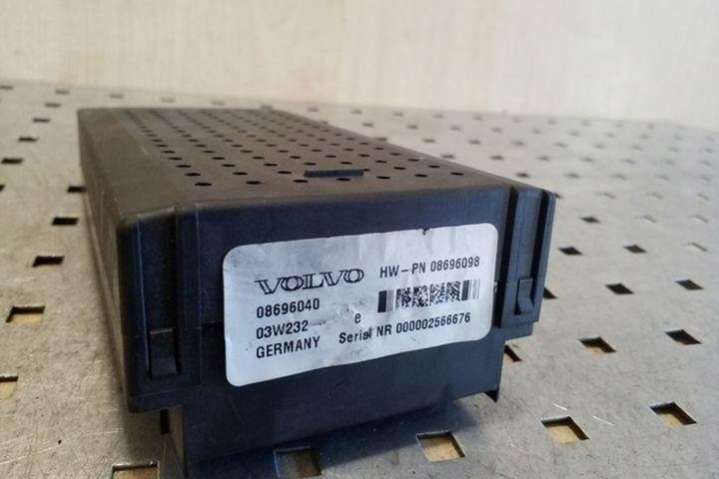 VOLVO HW-PN 08696098
08696040
03W232 e
GERMANY Serial NR 000002566676